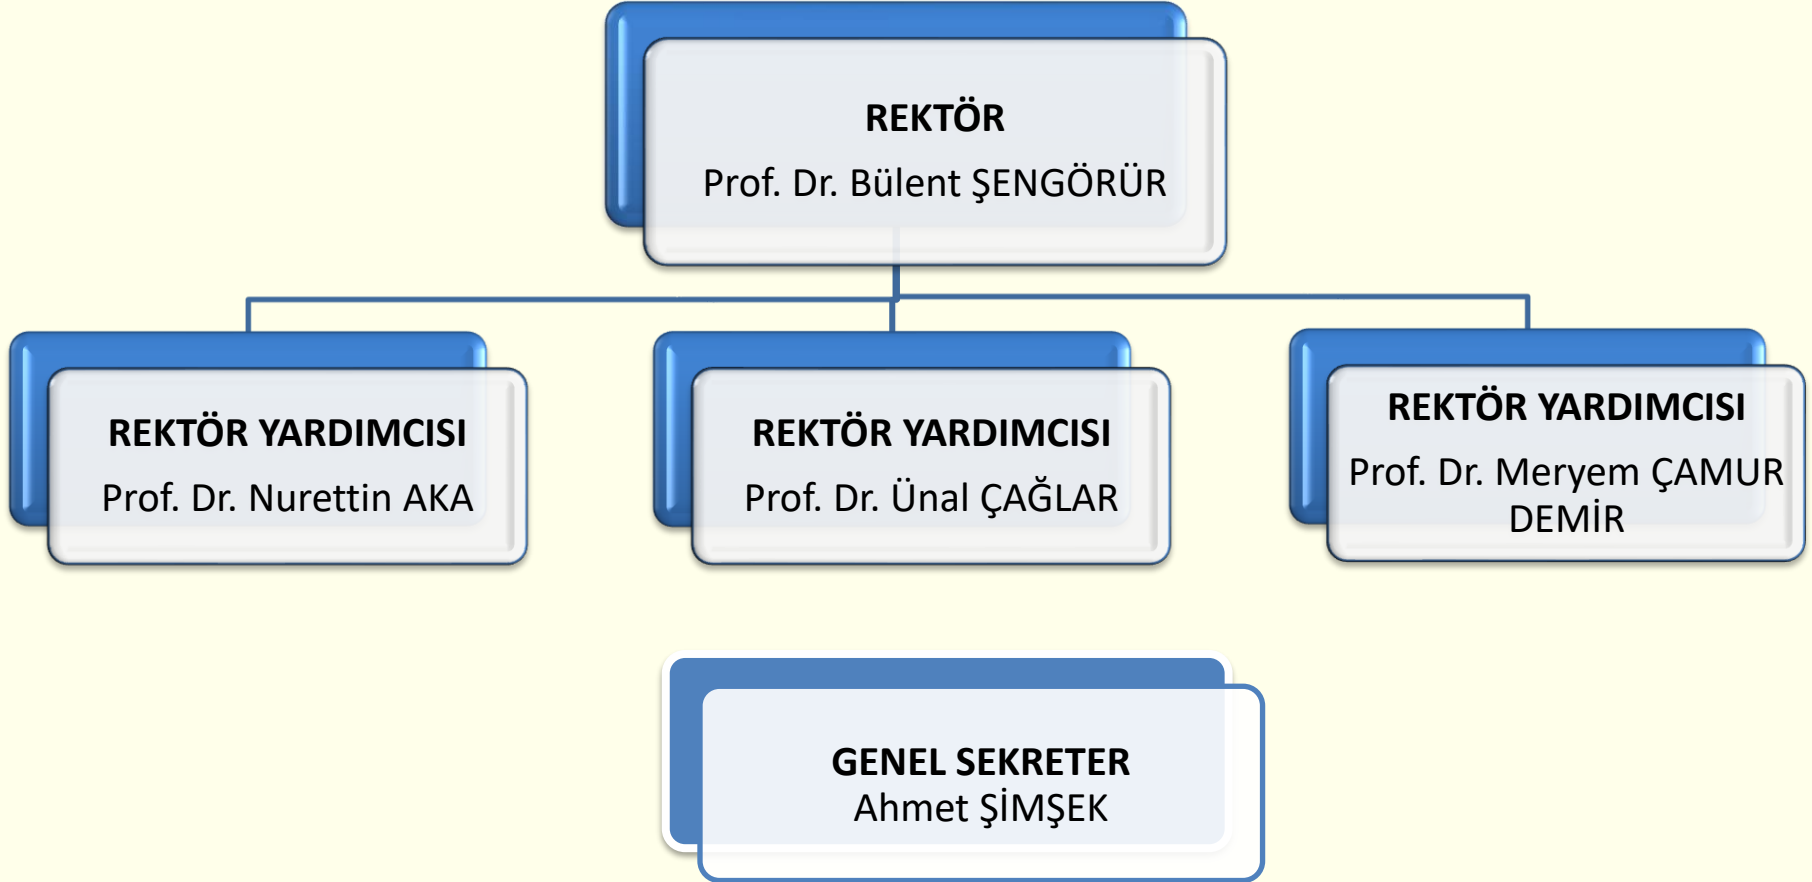 REKTÖR
Prof. Dr. Bülent ŞENGÖRÜR
REKTÖR YARDIMCISI
Prof. Dr. Nurettin AKA
REKTÖR YARDIMCISI
Prof. Dr. Ünal ÇAĞLAR
REKTÖR YARDIMCISI
Prof. Dr. Meryem ÇAMUR
DEMİR
GENEL SEKRETER
Ahmet ŞİMŞEK